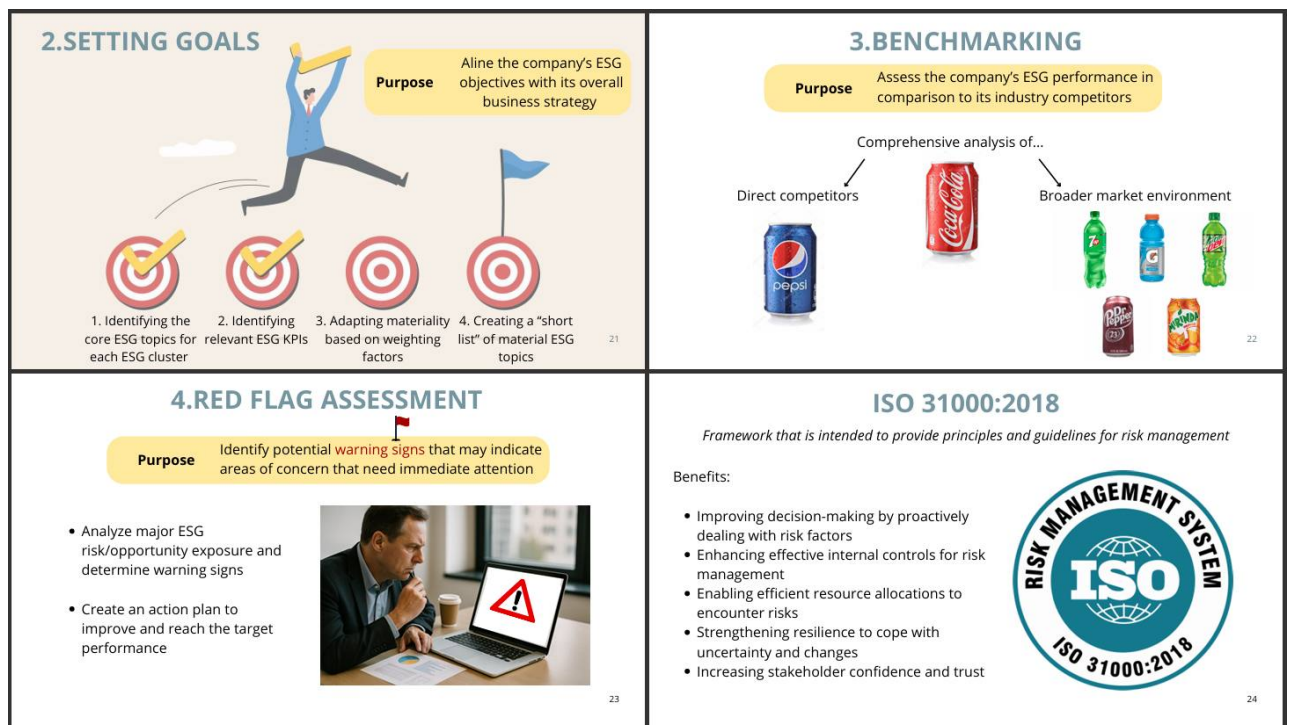 2.SETTING GOALS
Purpose
Aline the company's ESG
objectives with its overall
business strategy
1. Identifying the
core ESG topics for
each ESG cluster
2. Identifying
relevant ESG KPIs
3. Adapting materiality
based on weighting
factors
4. Creating a “short
list” of material ESG
topics
21
3.BENCHMARKING
Purpose
Assess the company's ESG performance in
comparison to its industry competitors
Comprehensive analysis of...
Direct competitors
Broader market environment
Coca-Cola
pepsi
7up
G
Dr Pepper
23
MIRINDA
22
4.RED FLAG ASSESSMENT
Purpose
Identify potential warning signs that may indicate
areas of concern that need immediate attention
• Analyze major ESG
risk/opportunity exposure and
determine warning signs
• Create an action plan to
improve and reach the target
performance
23
ISO 31000:2018
Framework that is intended to provide principles and guidelines for risk management
Benefits:
• Improving decision-making by proactively
dealing with risk factors
• Enhancing effective internal controls for risk
management
• Enabling efficient resource allocations to
encounter risks
• Strengthening resilience to cope with
uncertainty and changes
• Increasing stakeholder confidence and trust
RISK MANAGEMENT SYSTEM
ISO
ISO 31000:2018
24